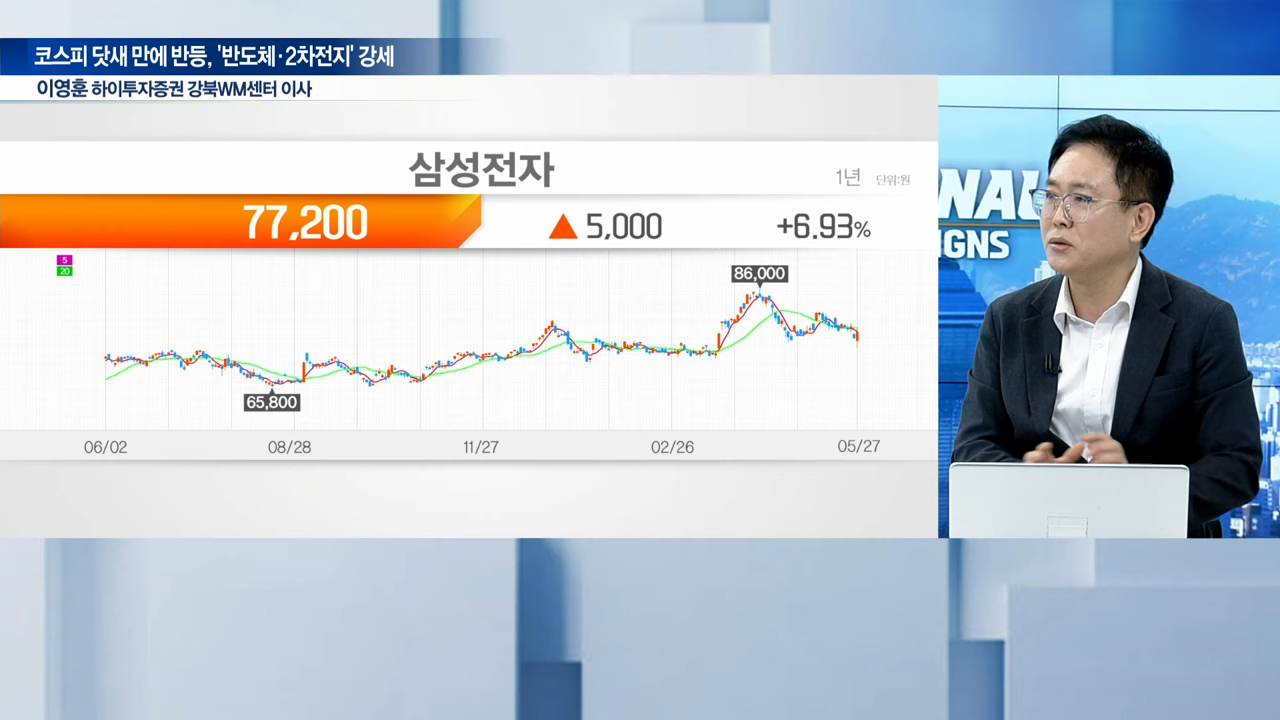 코스피 닷새 만에 반등, '반도체·2차전지' 강세
이영훈 하이투자증권 강북WM센터 이사
삼성전자
1년 단위:원
77,200 ▲ 5,000 +6.93%
5
20
86,000
65,800
06/02 08/28 11/27 02/26 05/27
NAL
IGNS